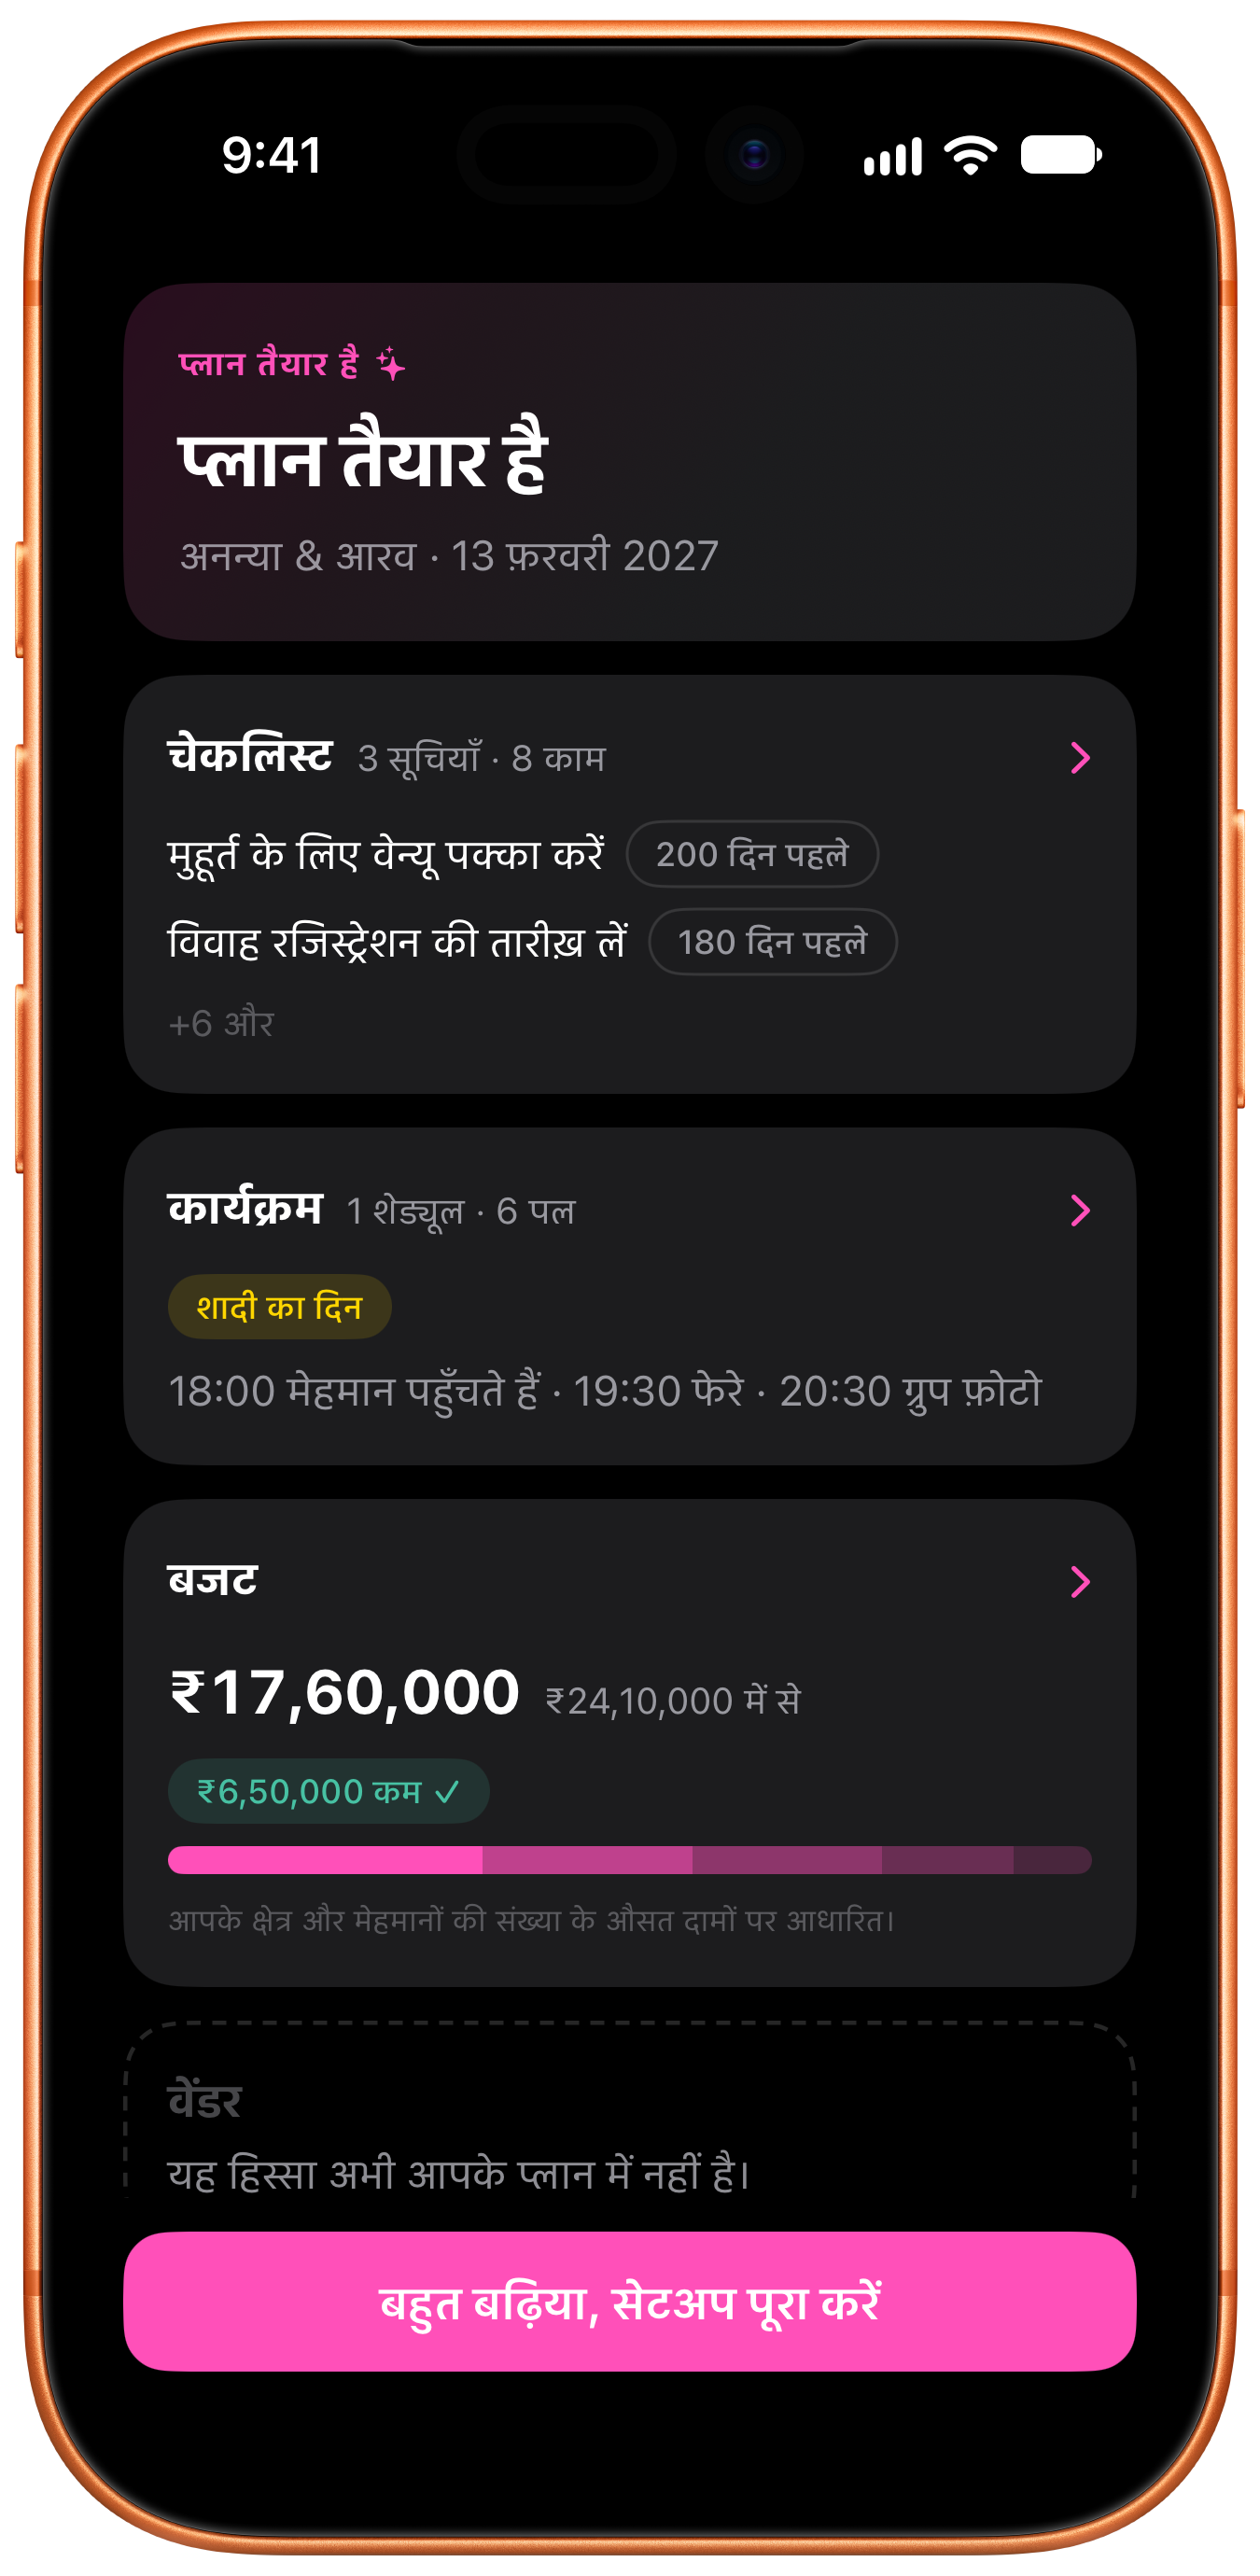 9:41
प्लान तैयार है
प्लान तैयार है
अनन्या & आरव · 13 फ़रवरी 2027
चेकलिस्ट 3 सूचियाँ · 8 काम
मुहूर्त के लिए वेन्यू पक्का करें 200 दिन पहले
विवाह रजिस्ट्रेशन की तारीख़ लें 180 दिन पहले
+6 और
कार्यक्रम 1 शेड्यूल · 6 पल
शादी का दिन
18:00 मेहमान पहुँचते हैं · 19:30 फेरे · 20:30 ग्रुप फ़ोटो
बजट
₹17,60,000 ₹24,10,000 में से
₹6,50,000 कम ✓
आपके क्षेत्र और मेहमानों की संख्या के औसत दामों पर आधारित।
वेंडर
यह हिस्सा अभी आपके प्लान में नहीं है।
बहुत बढ़िया, सेटअप पूरा करें